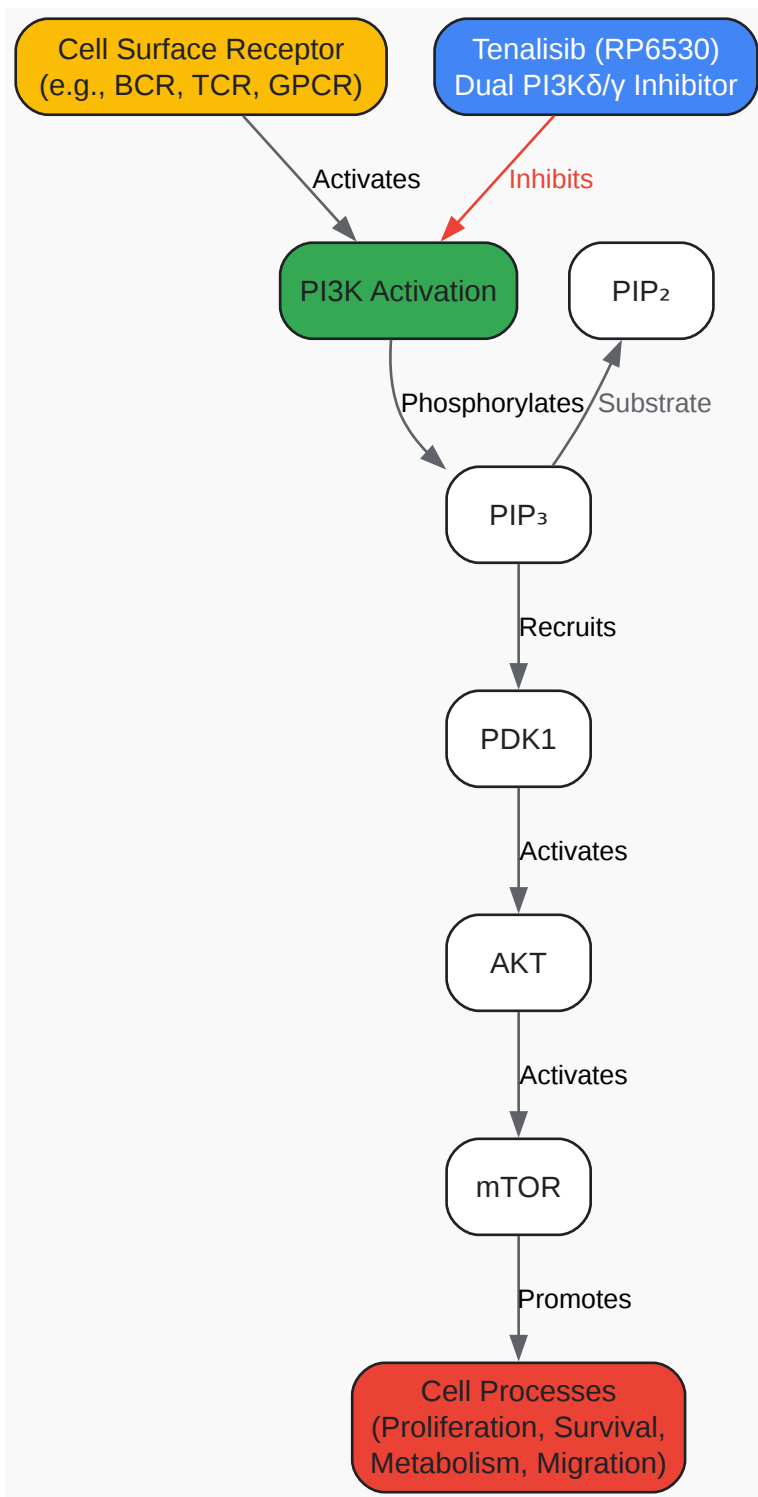 Cell Surface Receptor
(e.g., BCR, TCR, GPCR)
Tenalisib (RP6530)
Dual PI3Kδ/γ Inhibitor
Activates
Inhibits
PI3K Activation
PIP₂
Phosphorylates
Substrate
PIP₃
Recruits
PDK1
Activates
AKT
Activates
mTOR
Promotes
Cell Processes
(Proliferation, Survival,
Metabolism, Migration)